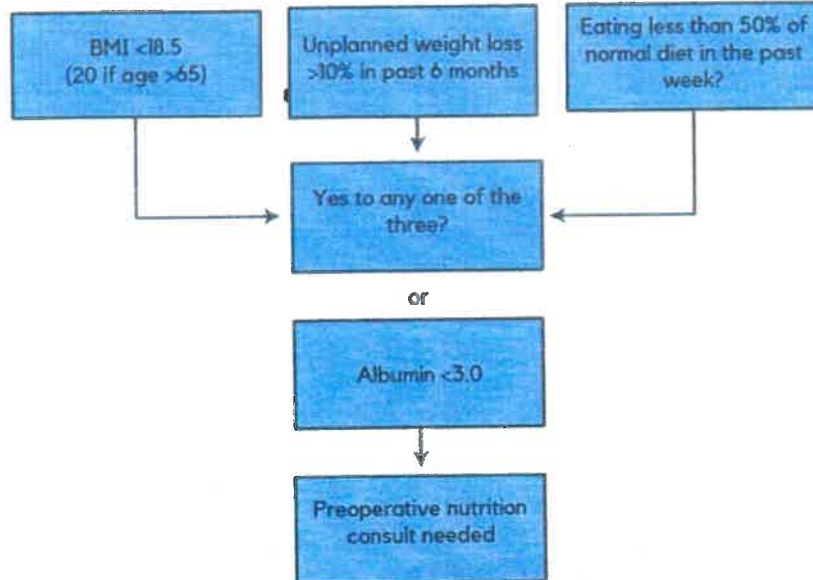 BMI <18.5
(20 if age >65)
Unplanned weight loss
>10% in past 6 months
Eating less than 50% of
normal diet in the past
week?
Yes to any one of the
three?
or
Albumin <3.0
Preoperative nutrition
consult needed